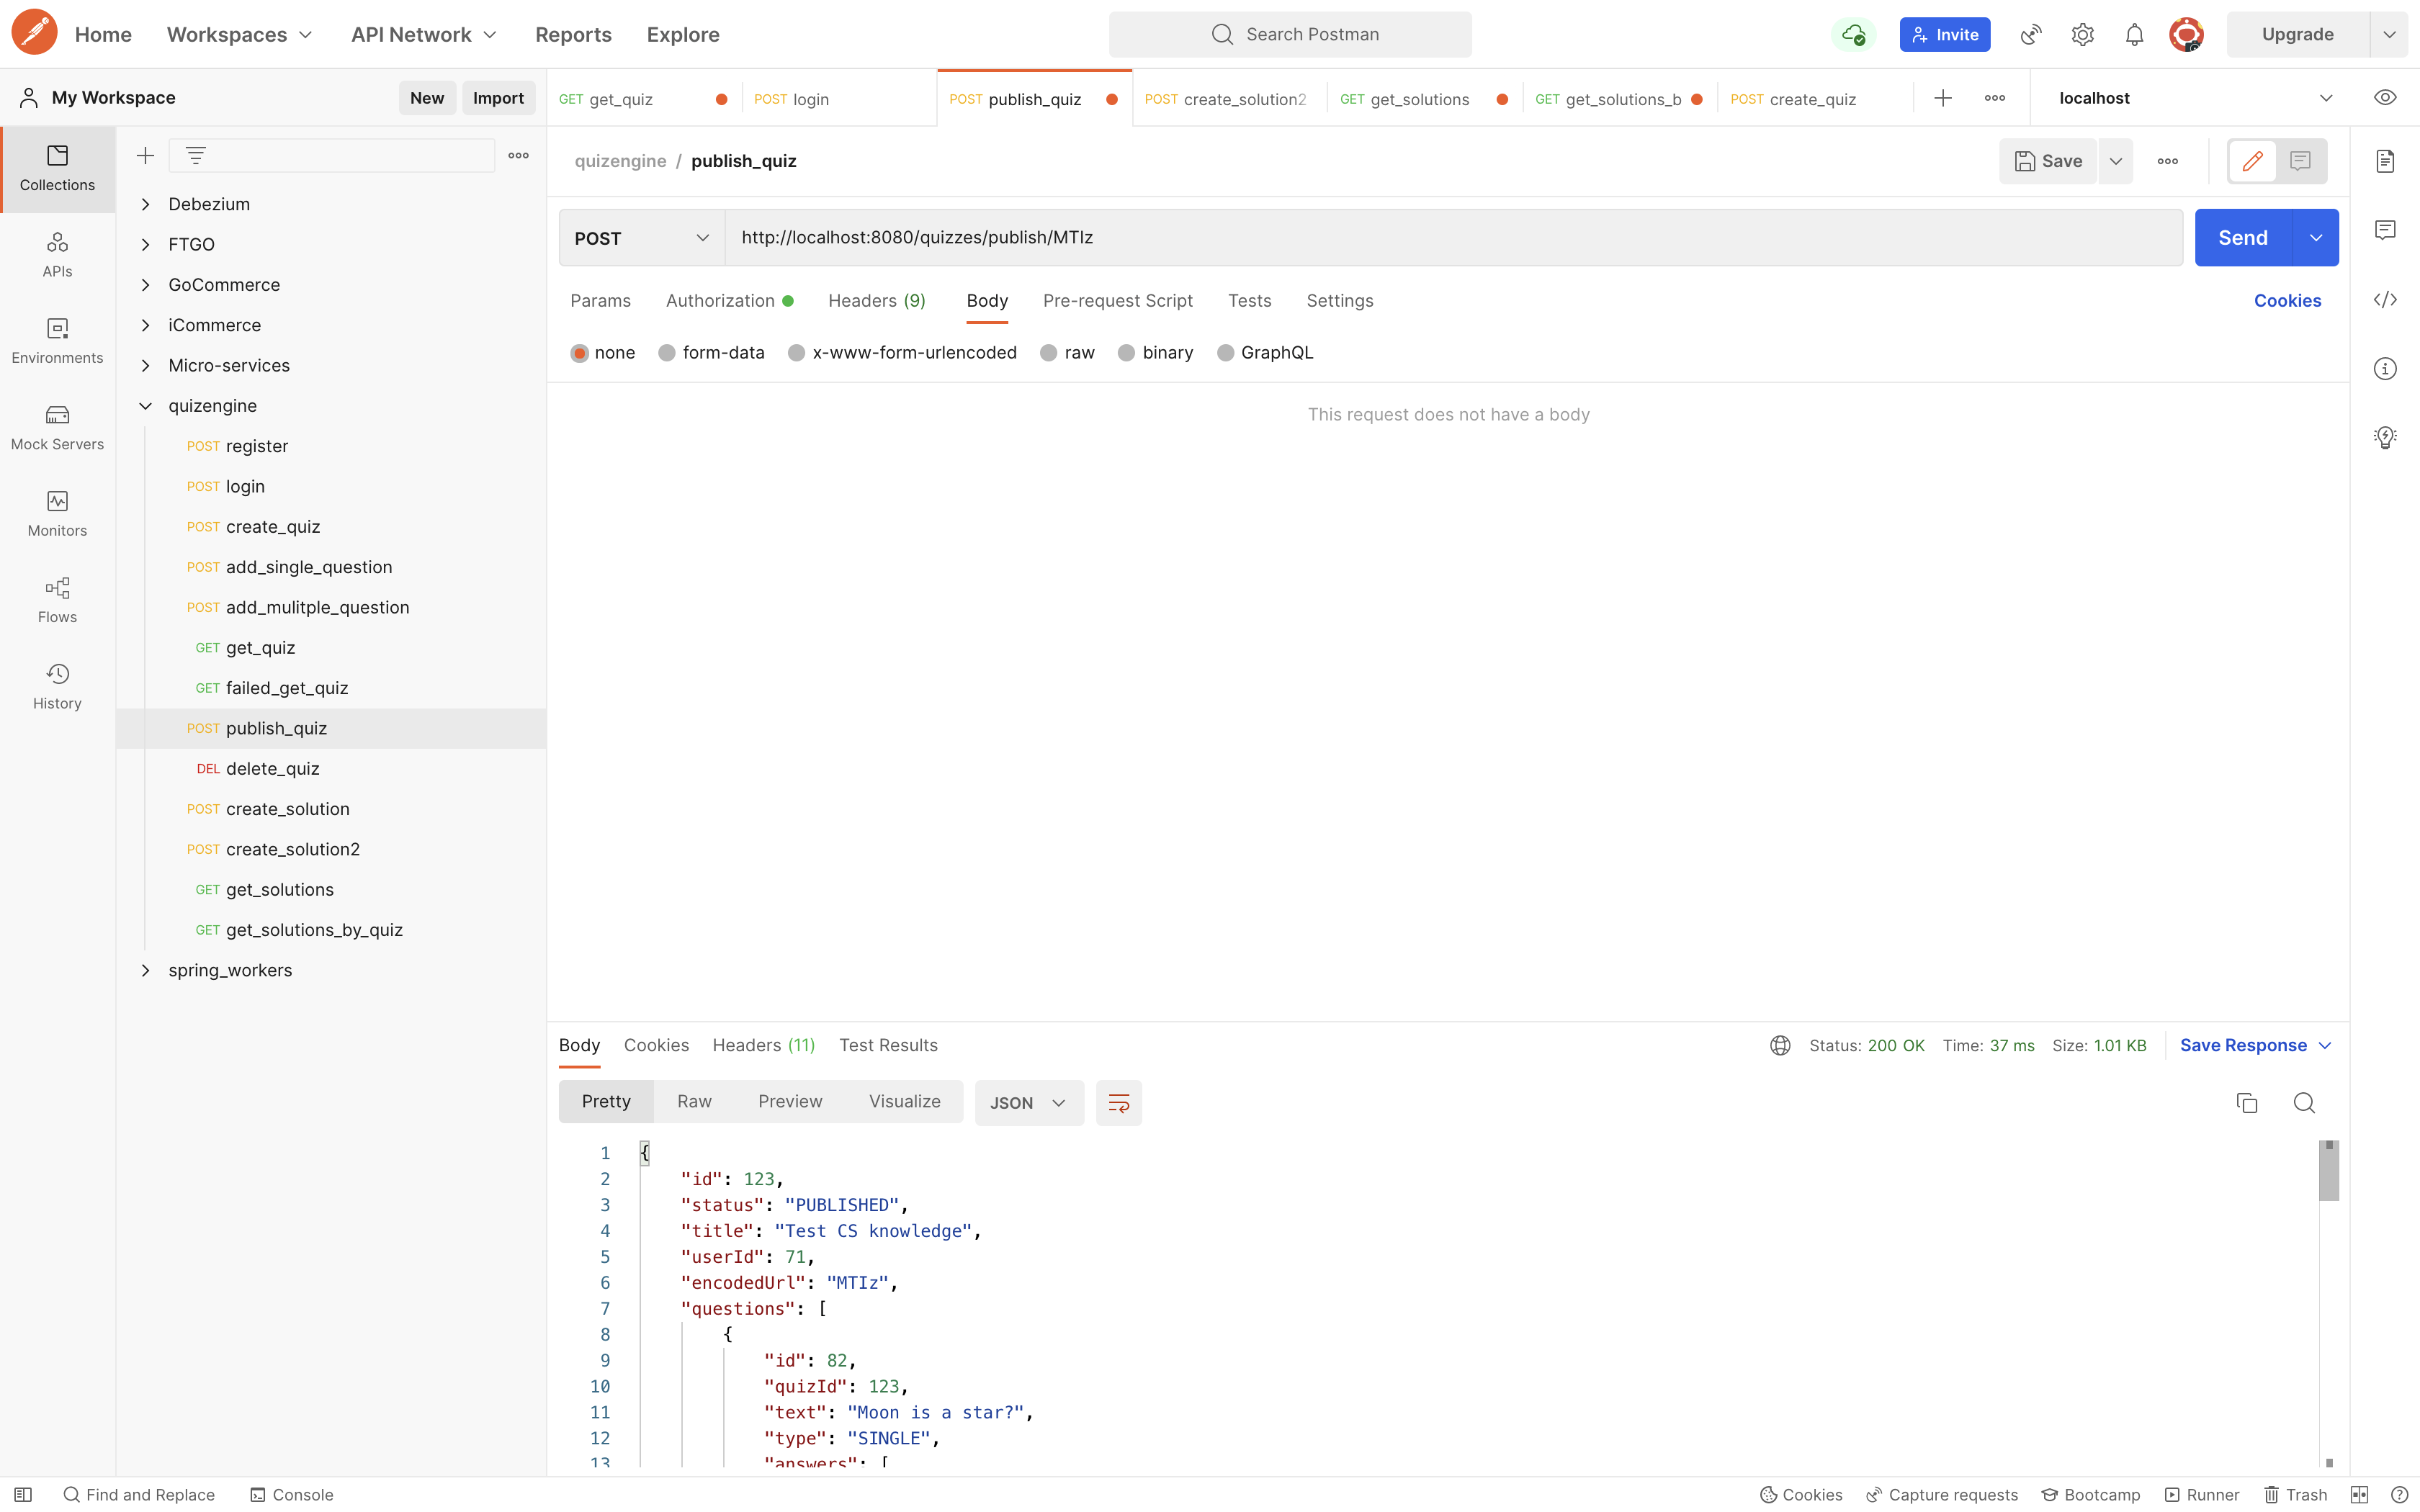 Home Workspaces API Network Reports Explore Search Postman Invite Upgrade
My Workspace New Import GET get_quiz POST login POST publish_quiz POST create_solution2 GET get_solutions GET get_solutions_b POST create_quiz localhost
Collections
APIs
Environments
Mock Servers
Monitors
Flows
History
Debezium
FTGO
GoCommerce
iCommerce
Micro-services
quizengine
POST register
POST login
POST create_quiz
POST add_single_question
POST add_mulitple_question
GET get_quiz
GET failed_get_quiz
POST publish_quiz
DEL delete_quiz
POST create_solution
POST create_solution2
GET get_solutions
GET get_solutions_by_quiz
spring_workers
quizengine / publish_quiz Save
POST http://localhost:8080/quizzes/publish/MTIz Send
Params Authorization Headers (9) Body Pre-request Script Tests Settings Cookies
none form-data x-www-form-urlencoded raw binary GraphQL
This request does not have a body
Body Cookies Headers (11) Test Results Status: 200 OK Time: 37 ms Size: 1.01 KB Save Response
Pretty Raw Preview Visualize JSON
1 {
2 "id": 123,
3 "status": "PUBLISHED",
4 "title": "Test CS knowledge",
5 "userId": 71,
6 "encodedUrl": "MTIz",
7 "questions": [
8 {
9 "id": 82,
10 "quizId": 123,
11 "text": "Moon is a star?",
12 "type": "SINGLE",
13 "answers": [
Find and Replace Console Cookies Capture requests Bootcamp Runner Trash